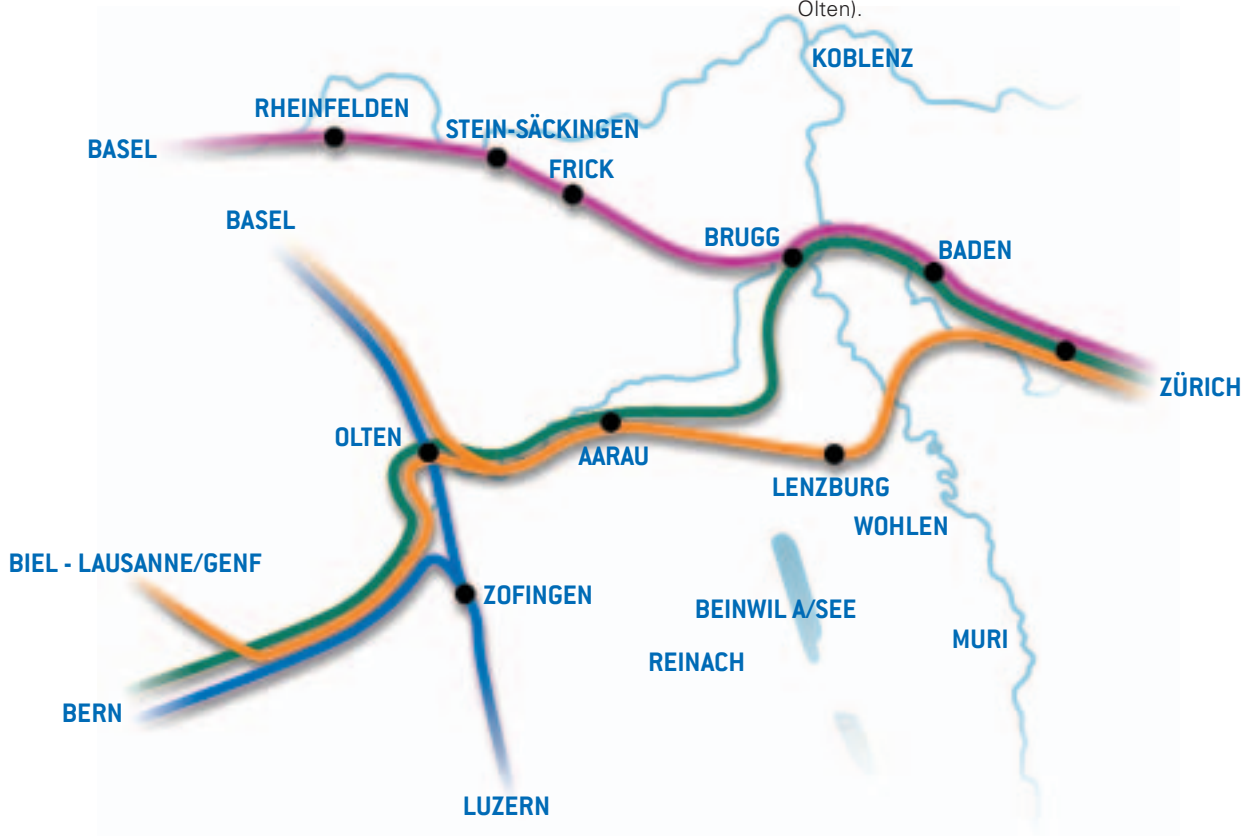 Olten).
KOBLENZ
RHEINFELDEN
STEIN-SÄCKINGEN
BASEL
FRICK
BASEL
BRUGG
BADEN
ZÜRICH
OLTEN
AARAU
LENZBURG
WOHLEN
BIEL - LAUSANNE/GENF
ZOFINGEN
BEINWIL A/SEE
MURI
REINACH
BERN
LUZERN